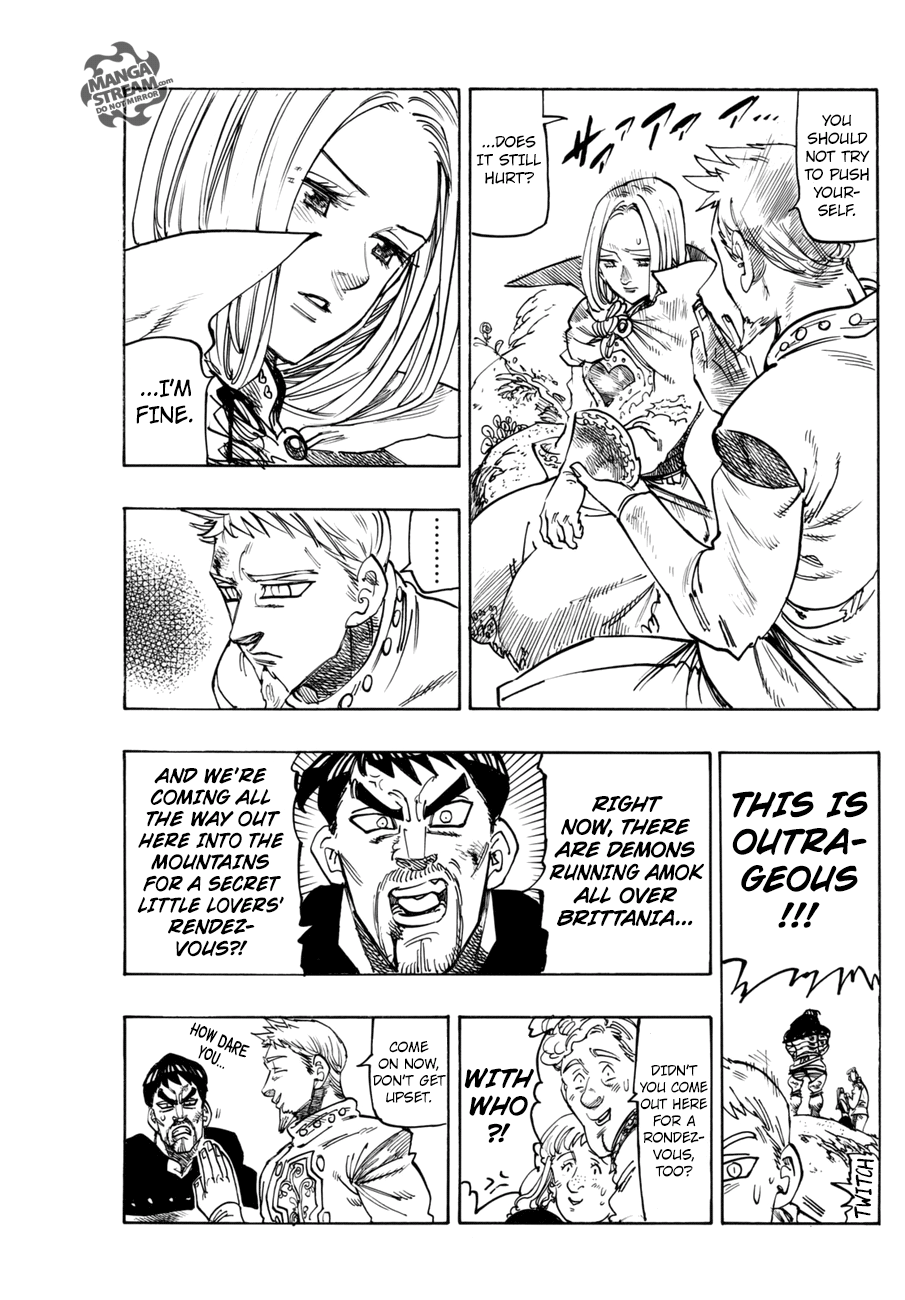 MANGA
STREAM.com
DO NOT MIRROR
YOU
SHOULD
NOT TRY
TO PUSH
YOUR-
SELF.
...DOES
IT STILL
HURT?
...I'M
FINE.
........
THIS IS
OUTRA-
GEOUS
!!!
TWITCH
RIGHT
NOW, THERE
ARE DEMONS
RUNNING AMOK
ALL OVER
BRITTANIA...
AND WE'RE
COMING ALL
THE WAY OUT
HERE INTO THE
MOUNTAINS
FOR A SECRET
LITTLE LOVERS'
RENDEZ-
VOUS?!
DIDN'T
YOU COME
OUT HERE
FOR A
RONDEZ-
VOUS,
TOO?
WITH
WHO
?!
COME
ON NOW,
DON'T GET
UPSET.
HOW DARE
YOU...